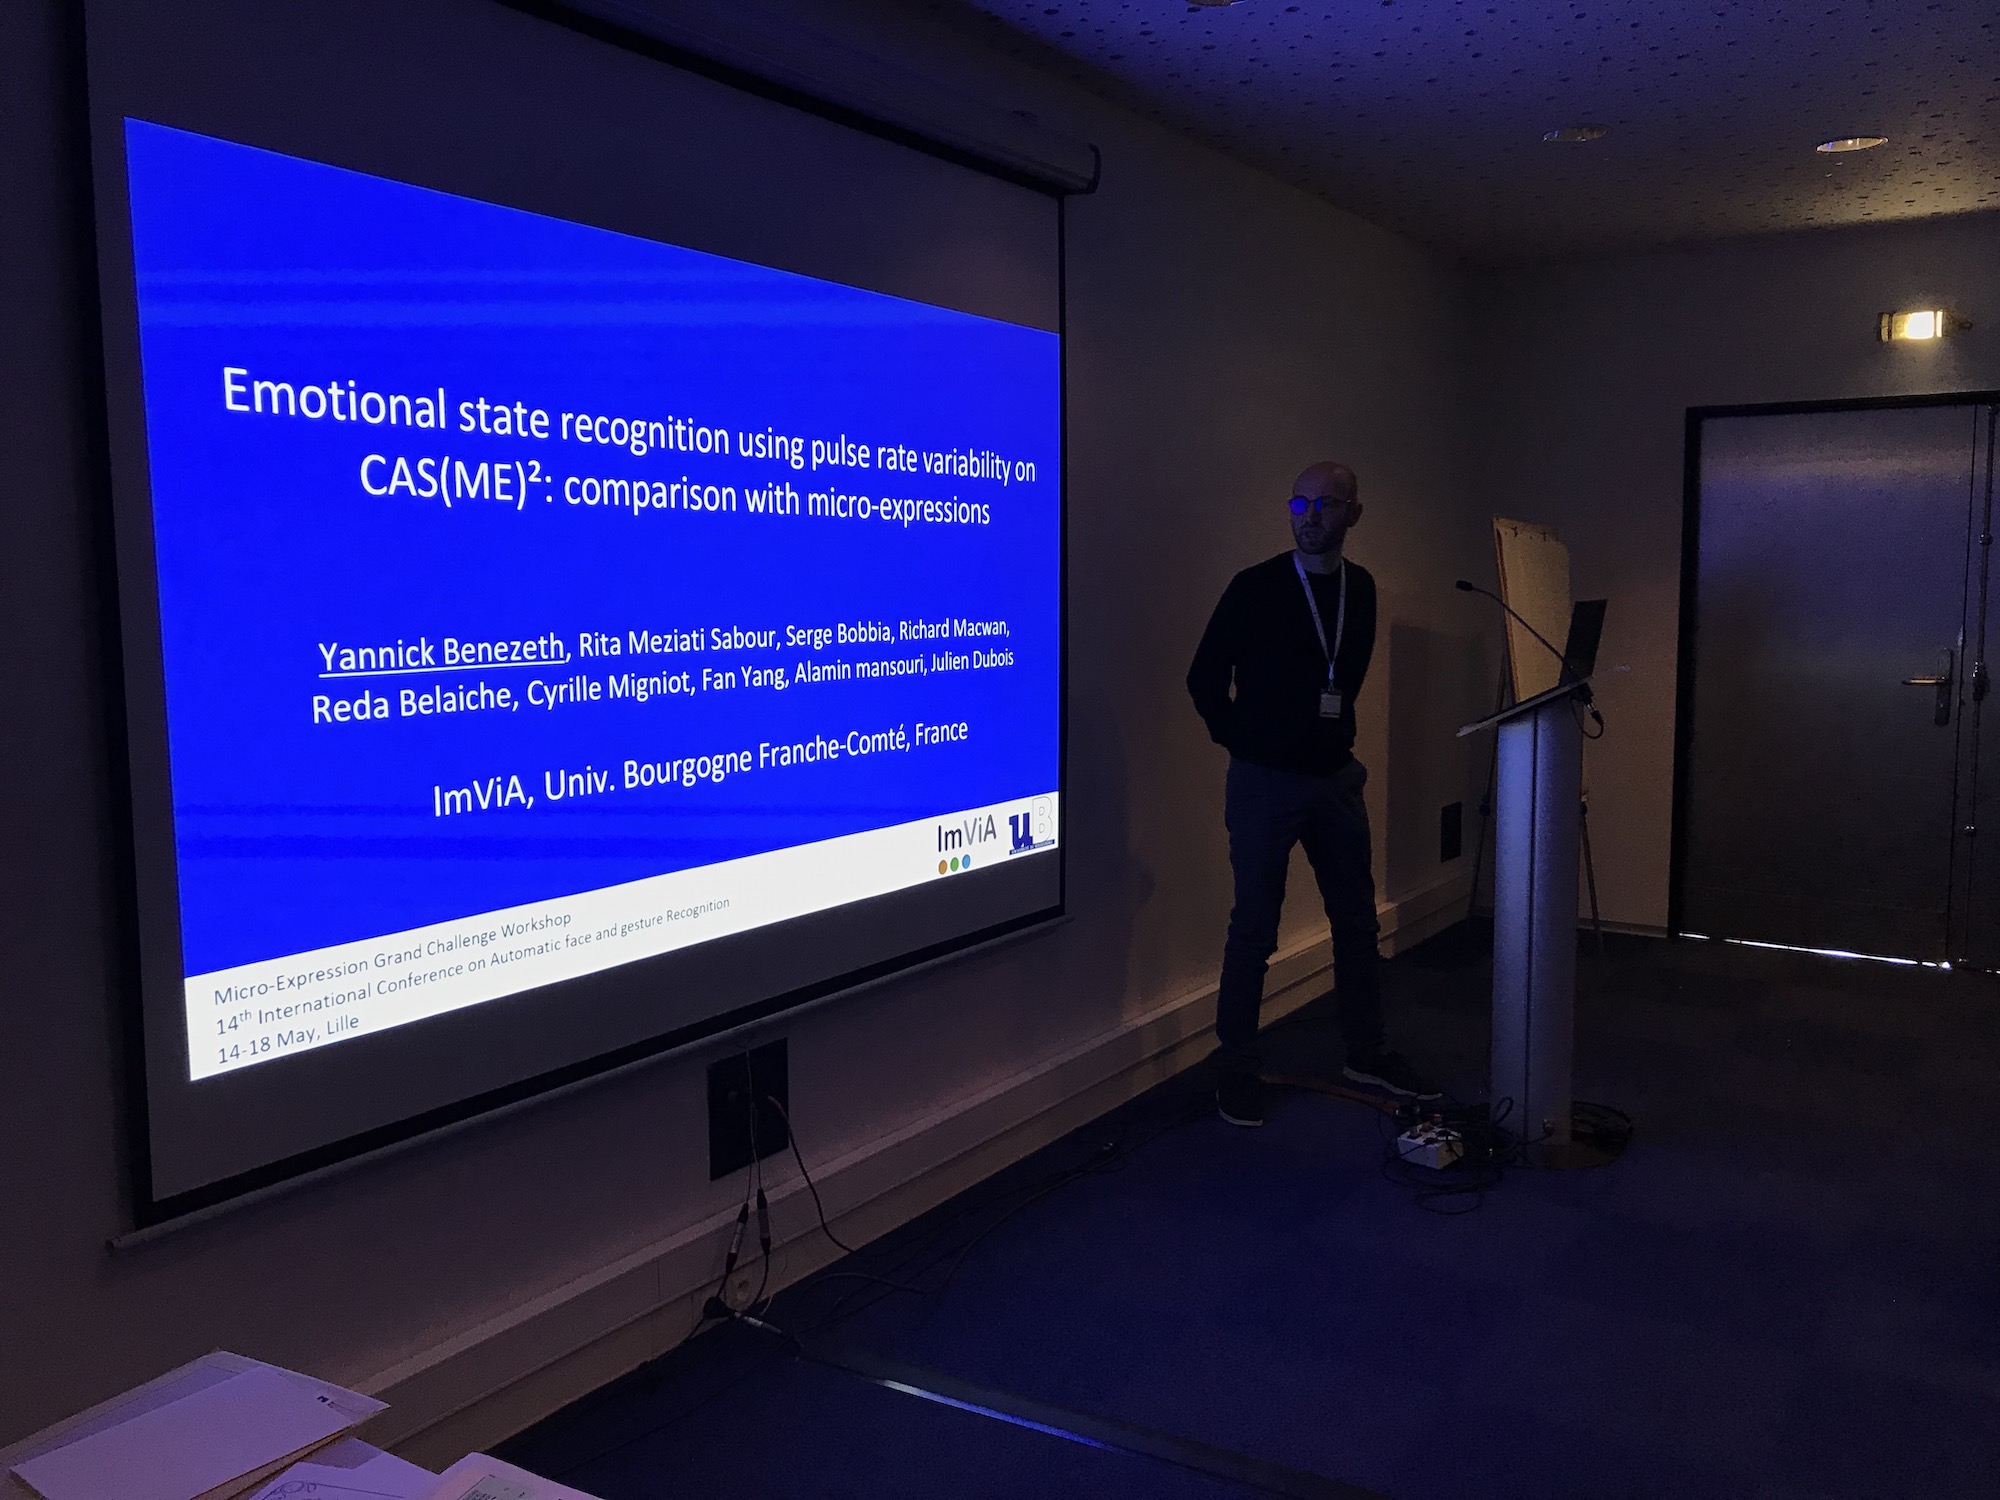 Emotional state recognition using pulse rate variability on
CAS(ME)²: comparison with micro-expressions
Yannick Benezeth, Rita Meziati Sabour, Serge Bobbia, Richard Macwan,
Reda Belaiche, Cyrille Migniot, Fan Yang, Alamin mansouri, Julien Dubois
ImViA, Univ. Bourgogne Franche-Comté, France
ImViA
uB
Micro-Expression Grand Challenge Workshop
14th International Conference on Automatic face and gesture Recognition
14-18 May, Lille